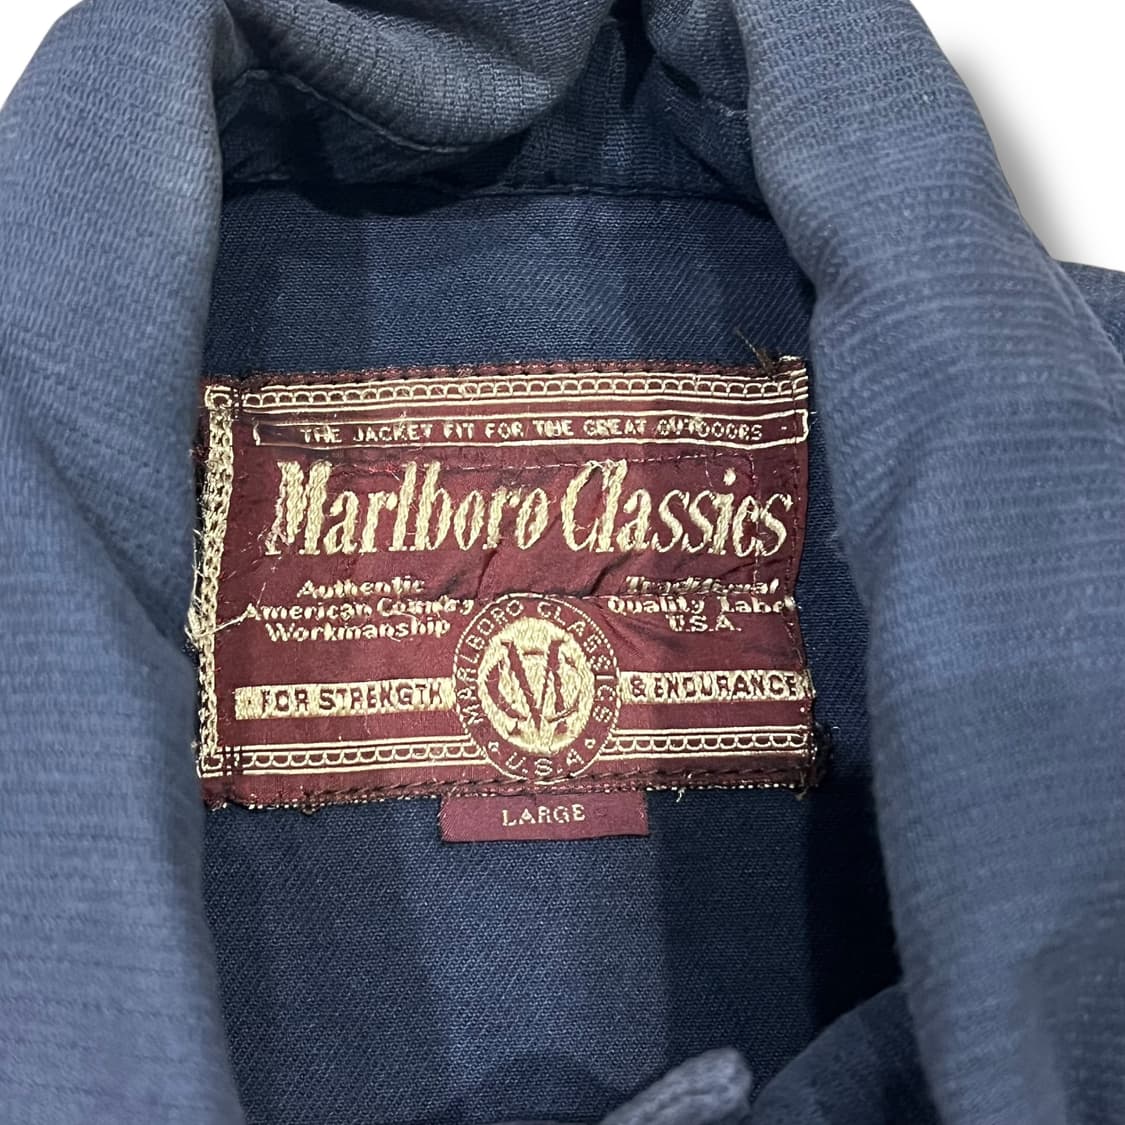 THE JACKET FIT FOR THE GREAT OUTDOORS
Marlboro Classics
Authentic
American Country
Workmanship
Traditional
Quality Label
U.S.A.
MARLBORO CLASSICS
MC
U.S.A.
FOR STRENGTH & ENDURANCE
LARGE